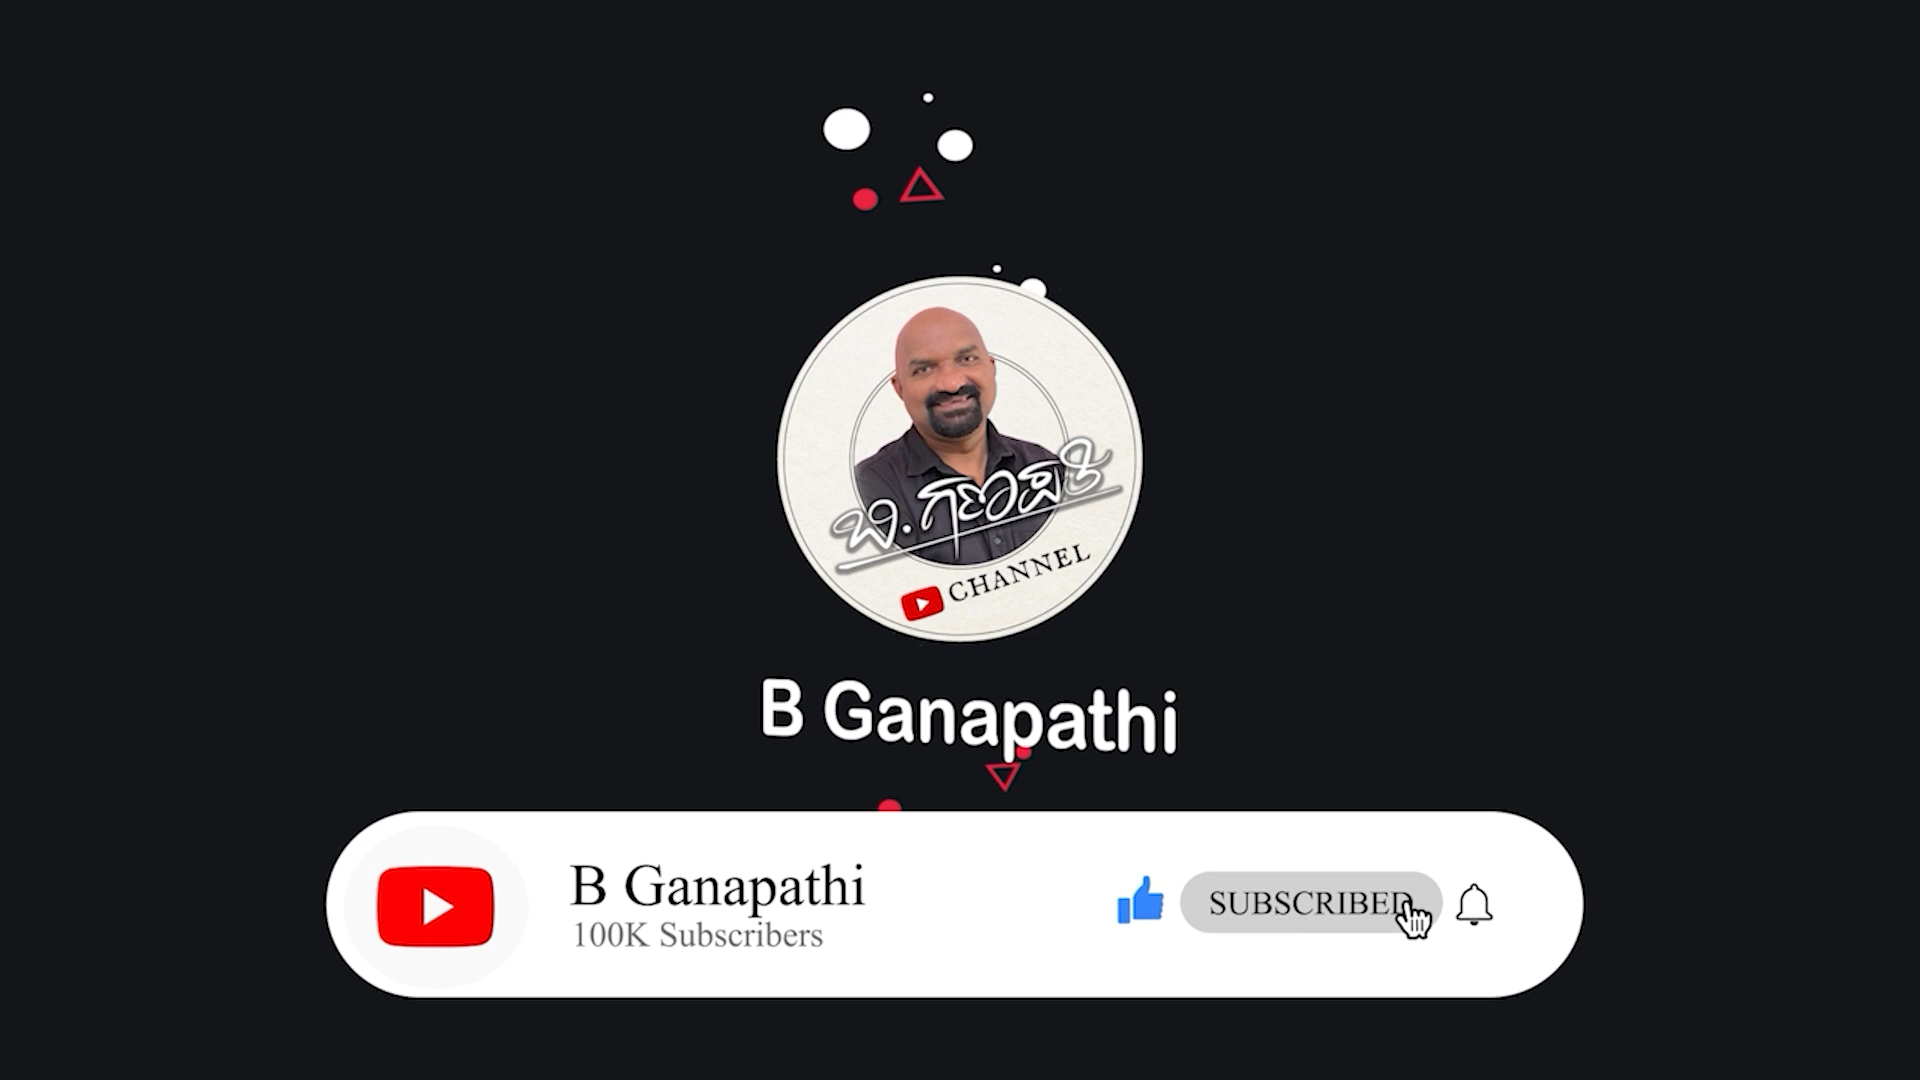 ಬಿ. ಗಣಪತಿ
CHANNEL
B Ganapathi
B Ganapathi
100K Subscribers
SUBSCRIBED